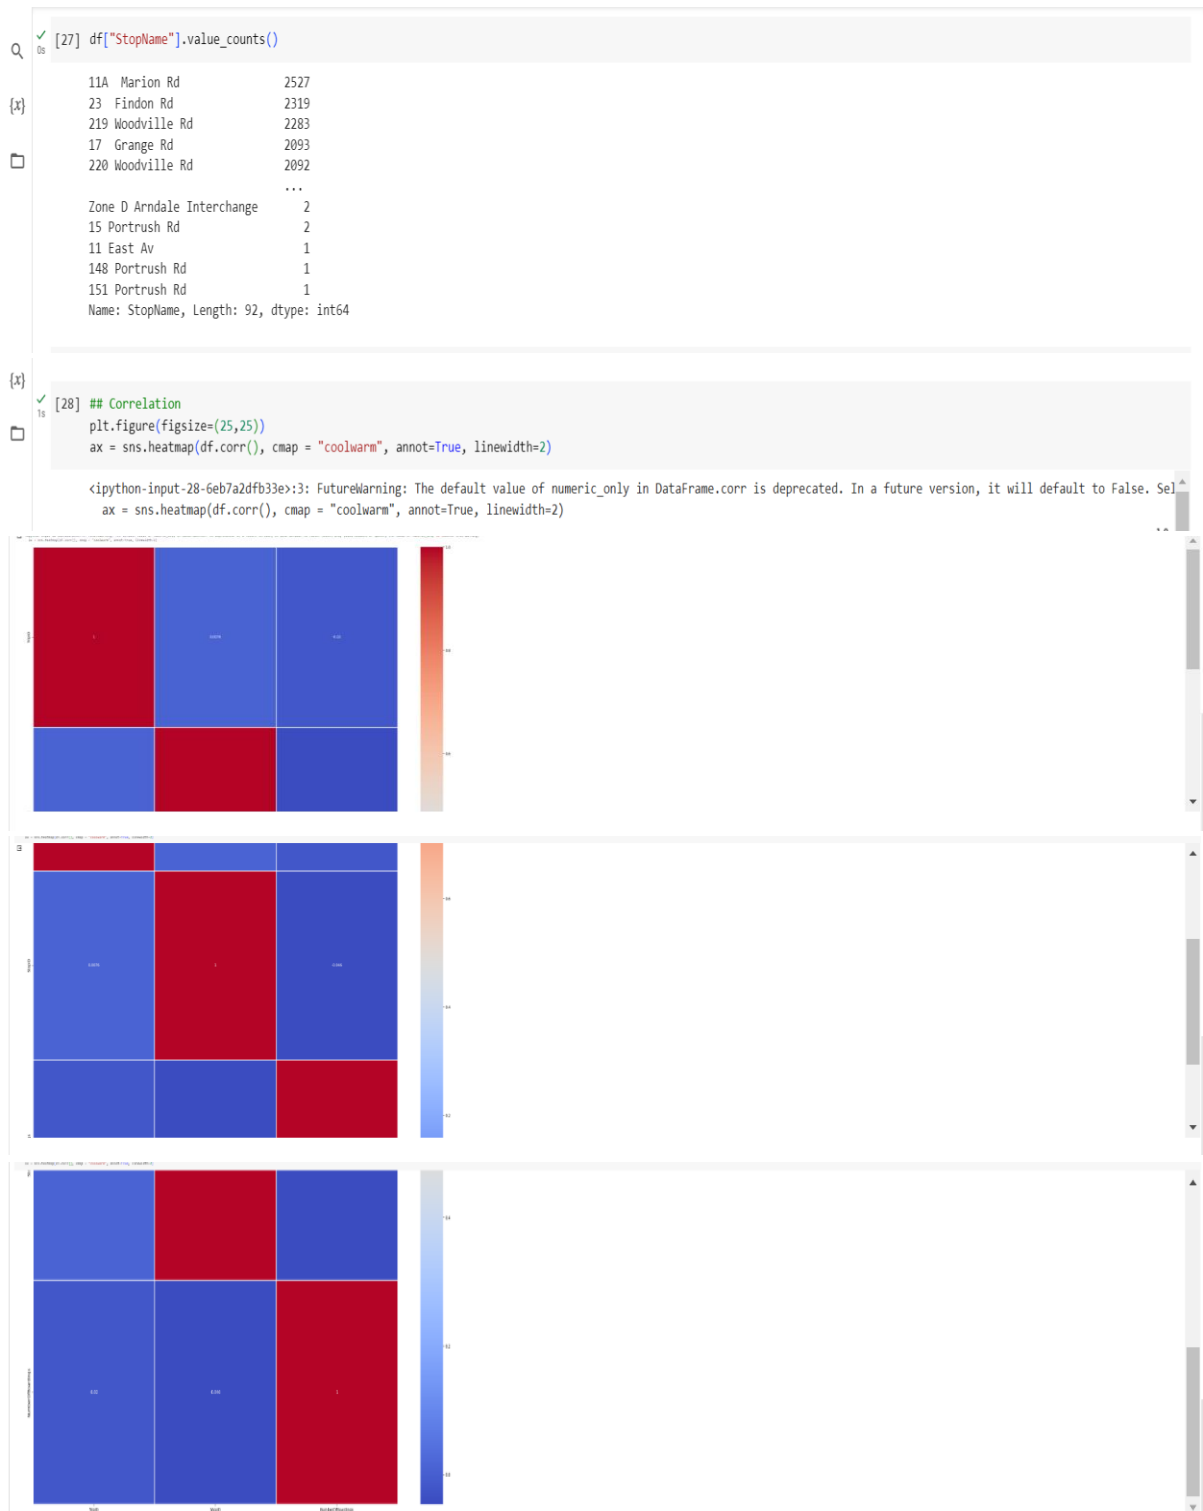 [27] df["StopName"].value_counts()
0s
11A  Marion Rd 2527
23  Findon Rd 2319
219 Woodville Rd 2283
17  Grange Rd 2093
220 Woodville Rd 2092
...
Zone D Arndale Interchange 2
15 Portrush Rd 2
11 East Av 1
148 Portrush Rd 1
151 Portrush Rd 1
Name: StopName, Length: 92, dtype: int64
{x}
{x}
[28] ## Correlation
1s
plt.figure(figsize=(25,25))
ax = sns.heatmap(df.corr(), cmap = "coolwarm", annot=True, linewidth=2)
<ipython-input-28-6eb7a2dfb33e>:3: FutureWarning: The default value of numeric_only in DataFrame.corr is deprecated. In a future version, it will default to False. Sel
ax = sns.heatmap(df.corr(), cmap = "coolwarm", annot=True, linewidth=2)
1
1
1